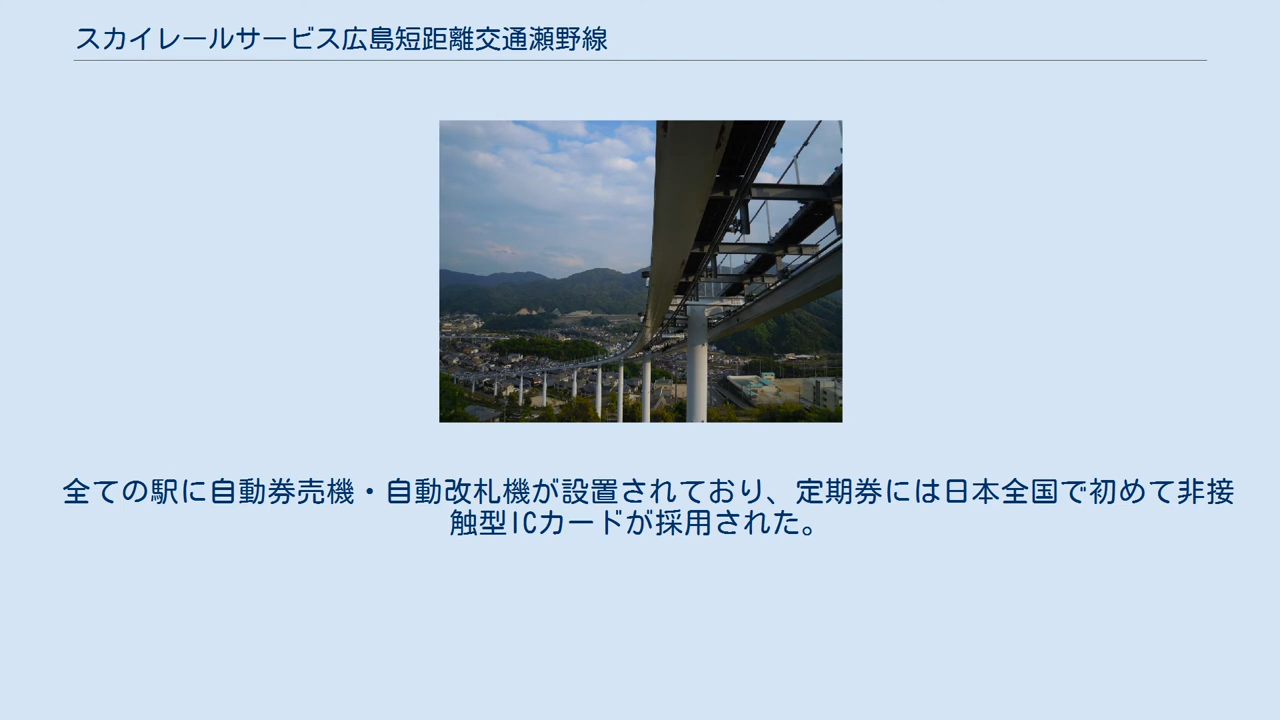 スカイレールサービス広島短距離交通瀬野線
全ての駅に自動券売機・自動改札機が設置されており、定期券には日本全国で初めて非接
触型ICカードが採用された。